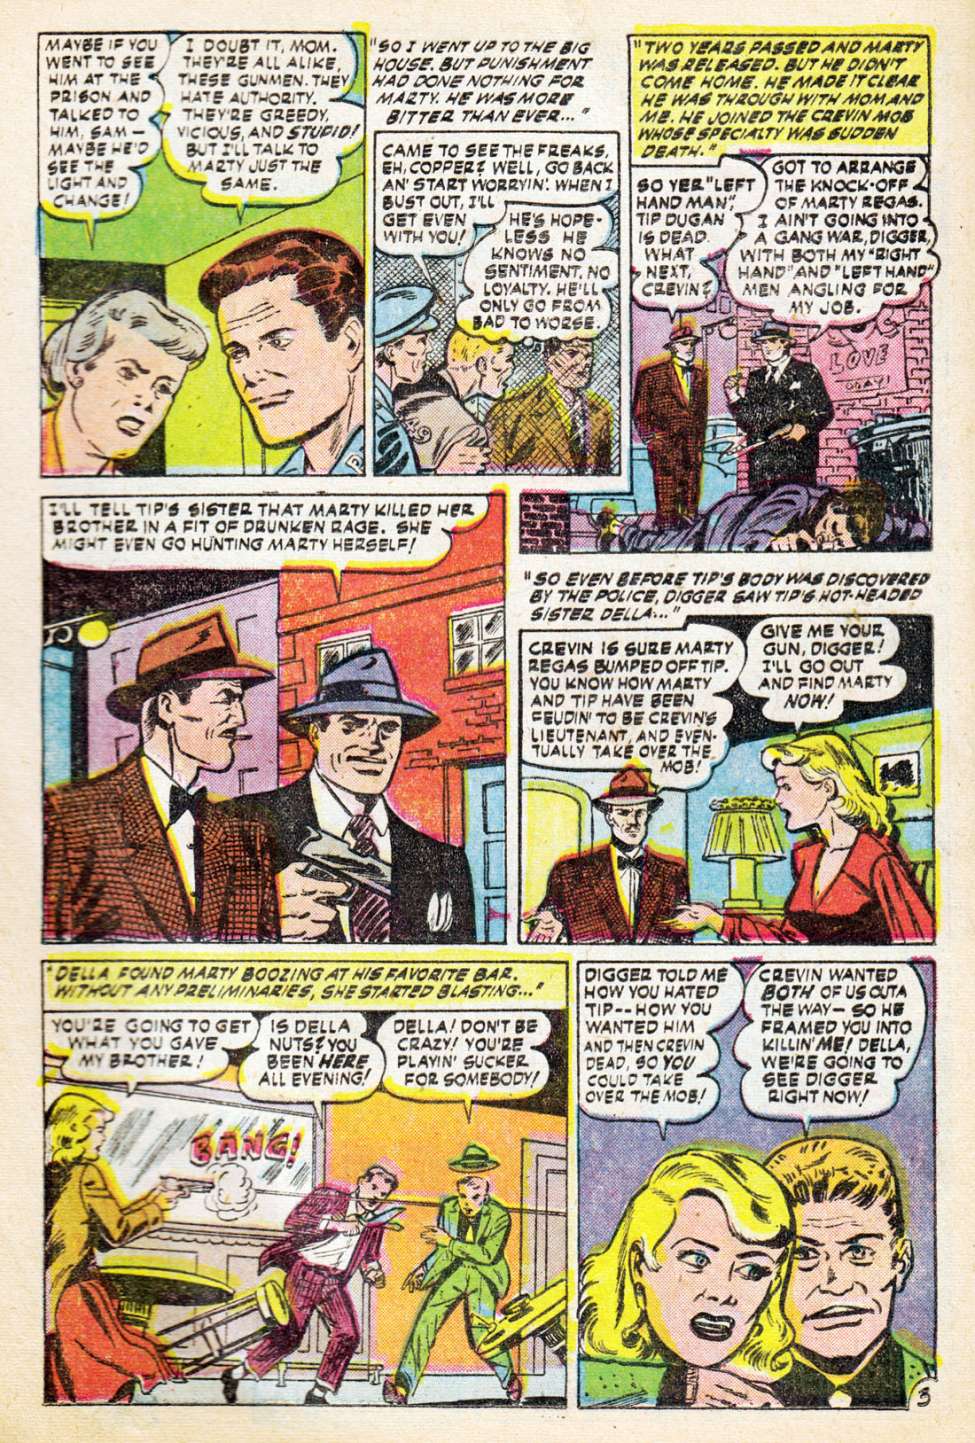 MAYBE IF YOU
WENT TO SEE
HIM AT THE
PRISON AND
TALKED TO
HIM, SAM—
MAYBE HE'D
SEE THE
LIGHT AND
CHANGE!
I DOUBT IT, MOM.
THEY'RE ALL ALIKE,
THESE GUNMEN. THEY
HATE AUTHORITY.
THEY'RE GREEDY,
VICIOUS, AND STUPID!
BUT I'LL TALK TO
MARTY JUST THE
SAME.
"SO I WENT UP TO THE BIG
HOUSE. BUT PUNISHMENT
HAD DONE NOTHING FOR
MARTY. HE WAS MORE
BITTER THAN EVER..."
CAME TO SEE THE FREAKS,
EH, COPPER? WELL, GO BACK
AN' START WORRYIN'. WHEN I
BUST OUT, I'LL
GET EVEN
WITH YOU!
HE'S HOPE-
LESS. HE
KNOWS NO
SENTIMENT, NO
LOYALTY. HE'LL
ONLY GO FROM
BAD TO WORSE.
"TWO YEARS PASSED AND MARTY
WAS RELEASED. BUT HE DIDN'T
COME HOME. HE MADE IT CLEAR
HE WAS THROUGH WITH MOM AND
ME. HE JOINED THE CREVIN MOB
WHOSE SPECIALTY WAS SUDDEN
DEATH."
SO YER "LEFT
HAND MAN",
TIP DUGAN
IS DEAD.
WHAT
NEXT,
CREVIN?
GOT TO ARRANGE
THE KNOCK-OFF
OF MARTY REGAS.
I AIN'T GOING INTO
A GANG WAR, DIGGER,
WITH BOTH MY "RIGHT
HAND" AND "LEFT HAND"
MEN ANGLING FOR
MY JOB.
LOVE
I'LL TELL TIP'S SISTER THAT MARTY KILLED HER
BROTHER IN A FIT OF DRUNKEN RAGE. SHE
MIGHT EVEN GO HUNTING MARTY HERSELF!
"SO EVEN BEFORE TIP'S BODY WAS DISCOVERED
BY THE POLICE, DIGGER SAW TIP'S HOT-HEADED
SISTER DELLA..."
CREVIN IS SURE MARTY
REGAS BUMPED OFF TIP.
YOU KNOW HOW MARTY
AND TIP HAVE BEEN
FEUDIN' TO BE CREVIN'S
LIEUTENANT, AND EVEN-
TUALLY TAKE OVER THE
MOB!
GIVE ME YOUR
GUN, DIGGER!
I'LL GO OUT
AND FIND MARTY
NOW!
"DELLA FOUND MARTY BOOZING AT HIS FAVORITE BAR.
WITHOUT ANY PRELIMINARIES, SHE STARTED BLASTING..."
YOU'RE GOING TO GET
WHAT YOU GAVE
MY BROTHER!
IS DELLA
NUTS? YOU
BEEN HERE
ALL EVENING!
DELLA! DON'T BE
CRAZY! YOU'RE
PLAYIN' SUCKER
FOR SOMEBODY!
BANG!
DIGGER TOLD ME
HOW YOU HATED
TIP--HOW YOU
WANTED HIM
AND THEN CREVIN
DEAD, SO YOU
COULD TAKE
OVER THE MOB!
CREVIN WANTED
BOTH OF US OUTA
THE WAY— SO HE
FRAMED YOU INTO
KILLIN' ME! DELLA,
WE'RE GOING TO
SEE DIGGER
RIGHT NOW!
3